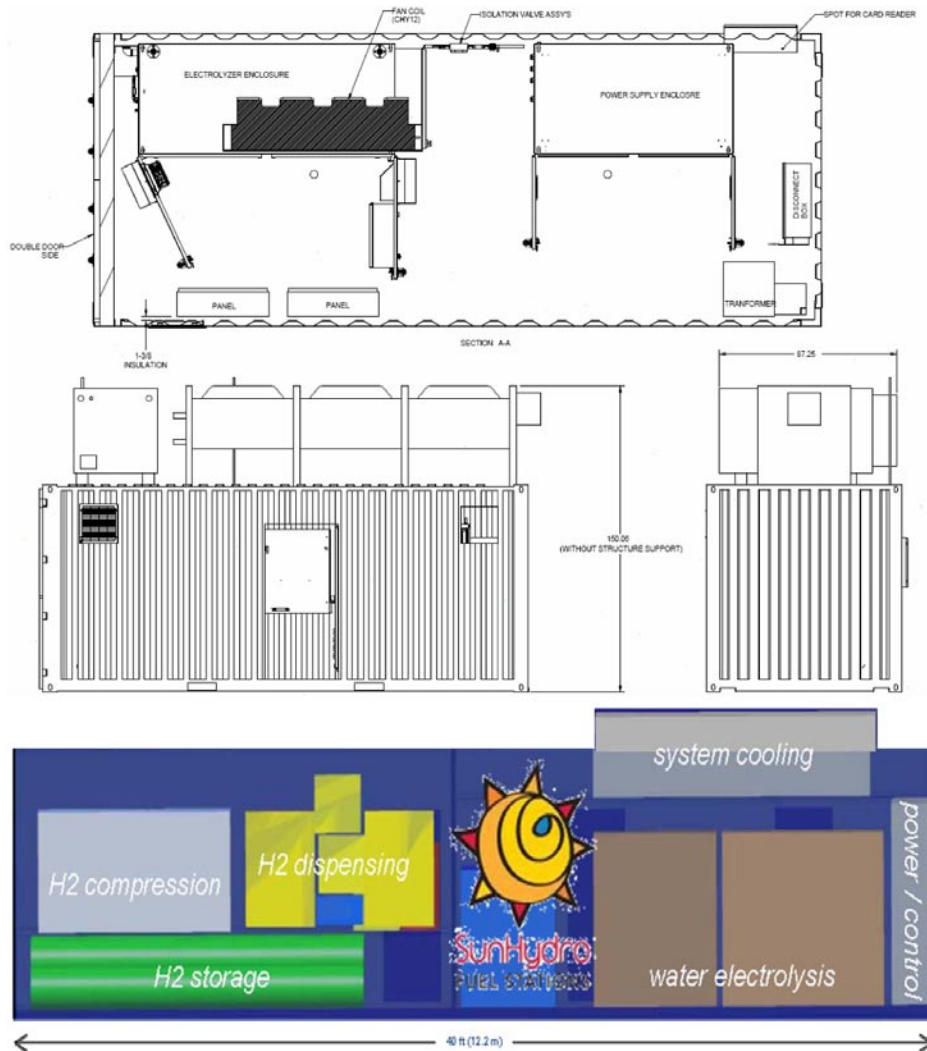 FAN COIL
(CHY12)
ISOLATION VALVE ASSY'S
SPOT FOR CARD READER
ELECTROLYZER ENCLOSURE
POWER SUPPLY ENCLOSRE
DISCONNECT
BOX
DOUBLE DOOR
SIDE
PANEL
PANEL
TRANFORMER
1-3/8
INSULATION
SECTION A-A
87.25
150.06
(WITHOUT STRUCTURE SUPPORT)
system cooling
H2 compression
H2 dispensing
power / control
SunHydro
FUEL STATIONS
H2 storage
water electrolysis
40 ft (12.2 m)